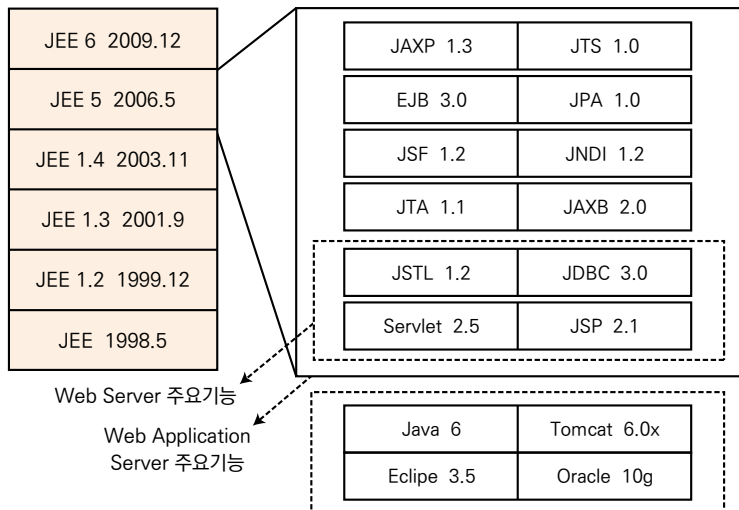 JEE 6 2009.12
JEE 5 2006.5
JEE 1.4 2003.11
JEE 1.3 2001.9
JEE 1.2 1999.12
JEE 1998.5
JAXP 1.3 JTS 1.0
EJB 3.0 JPA 1.0
JSF 1.2 JNDI 1.2
JTA 1.1 JAXB 2.0
JSTL 1.2 JDBC 3.0
Servlet 2.5 JSP 2.1
Web Server 주요기능
Web Application
Server 주요기능
Java 6 Tomcat 6.0x
Eclipe 3.5 Oracle 10g